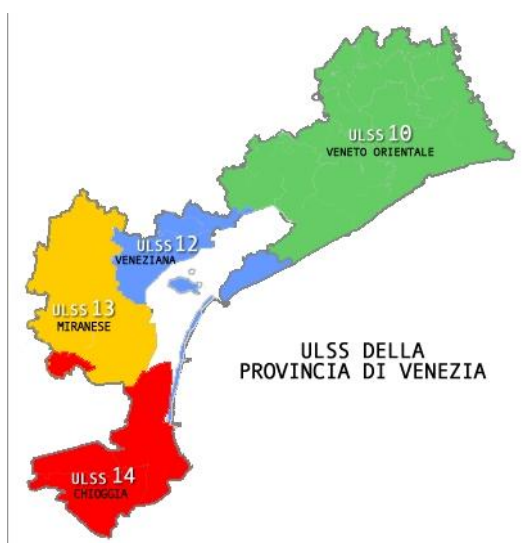 ULSS 10
VENETO ORIENTALE
ULSS 12
VENEZIANA
ULSS 13
MIRANESE
ULSS DELLA
PROVINCIA DI VENEZIA
ULSS 14
CHIOGGIA